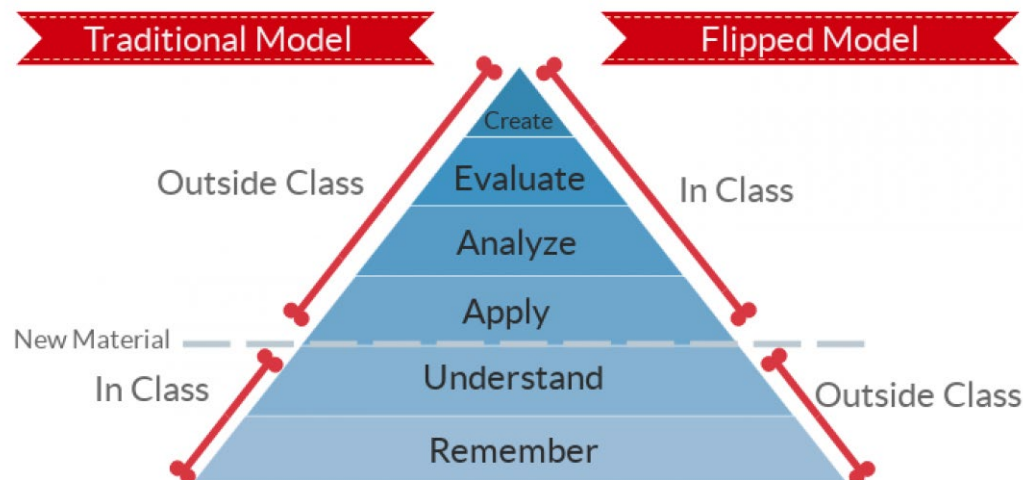 Traditional Model
Flipped Model
Create
Outside Class
Evaluate
In Class
Analyze
Apply
New Material
In Class
Understand
Outside Class
Remember